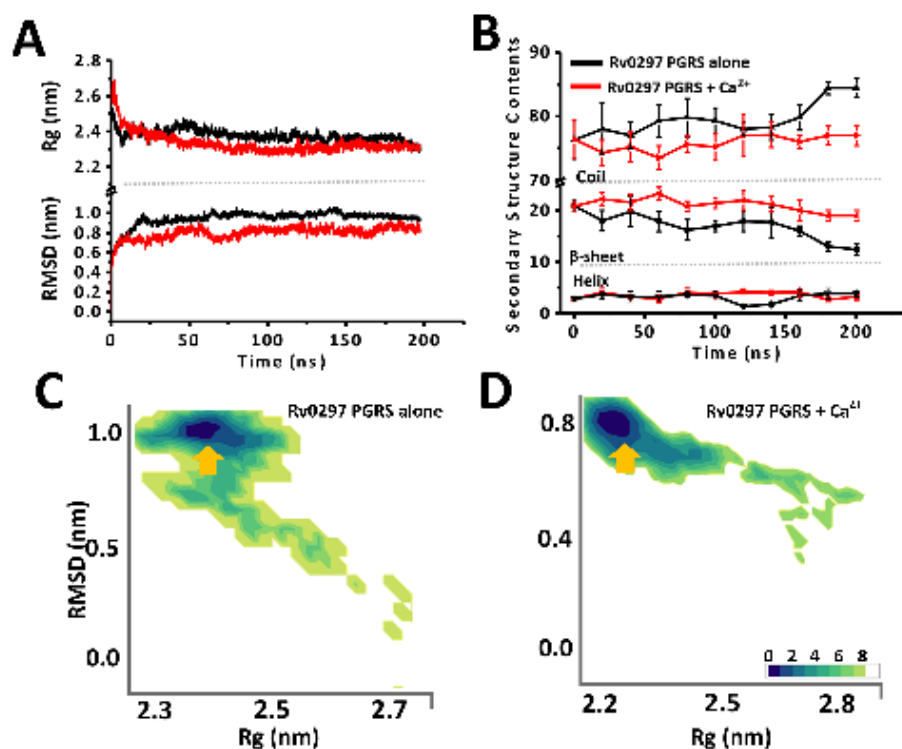 A
2.8
2.6
2.4
2.2
Rg (nm)
1.0
0.8
0.6
0.4
0.2
0.0
RMSD (nm)
0 50 100 150 200
Time (ns)
B
90
80
70
20
10
0
Secondary Structure Contents
Rv0297 PGRS alone
Rv0297 PGRS + Ca²⁺
Coil
β-sheet
Helix
0 50 100 150 200
Time (ns)
C
Rv0297 PGRS alone
1.0
0.5
0.0
RMSD (nm)
2.3 2.5 2.7
Rg (nm)
D
Rv0297 PGRS + Ca²⁺
0.8
0.4
0.0
0 2 4 6 8
2.2 2.5 2.8
Rg (nm)